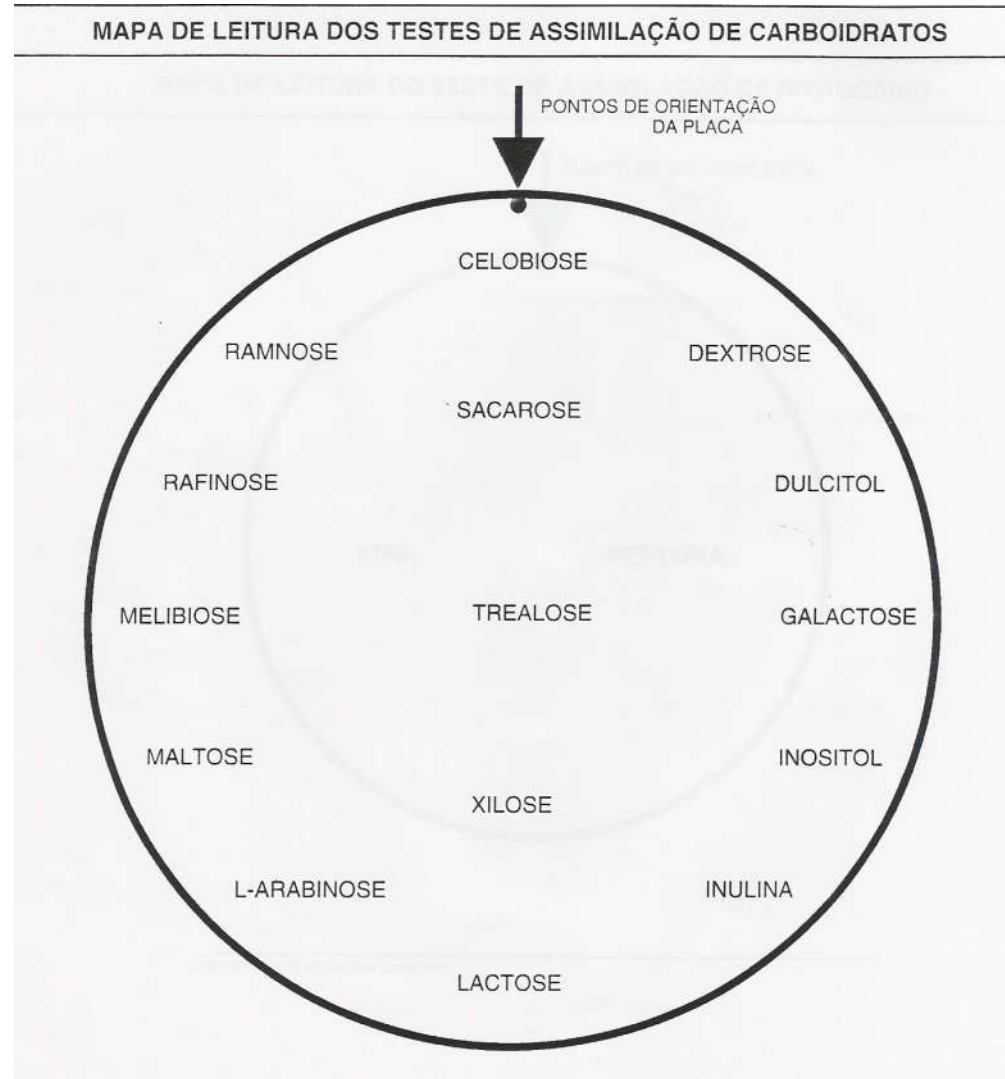 MAPA DE LEITURA DOS TESTES DE ASSIMILAÇÃO DE CARBOIDRATOS
PONTOS DE ORIENTAÇÃO
DA PLACA
CELOBIOSE
RAMNOSE
DEXTROSE
SACAROSE
RAFINOSE
DULCITOL
MELIBIOSE
TREALOSE
GALACTOSE
MALTOSE
INOSITOL
XILOSE
L-ARABINOSE
INULINA
LACTOSE